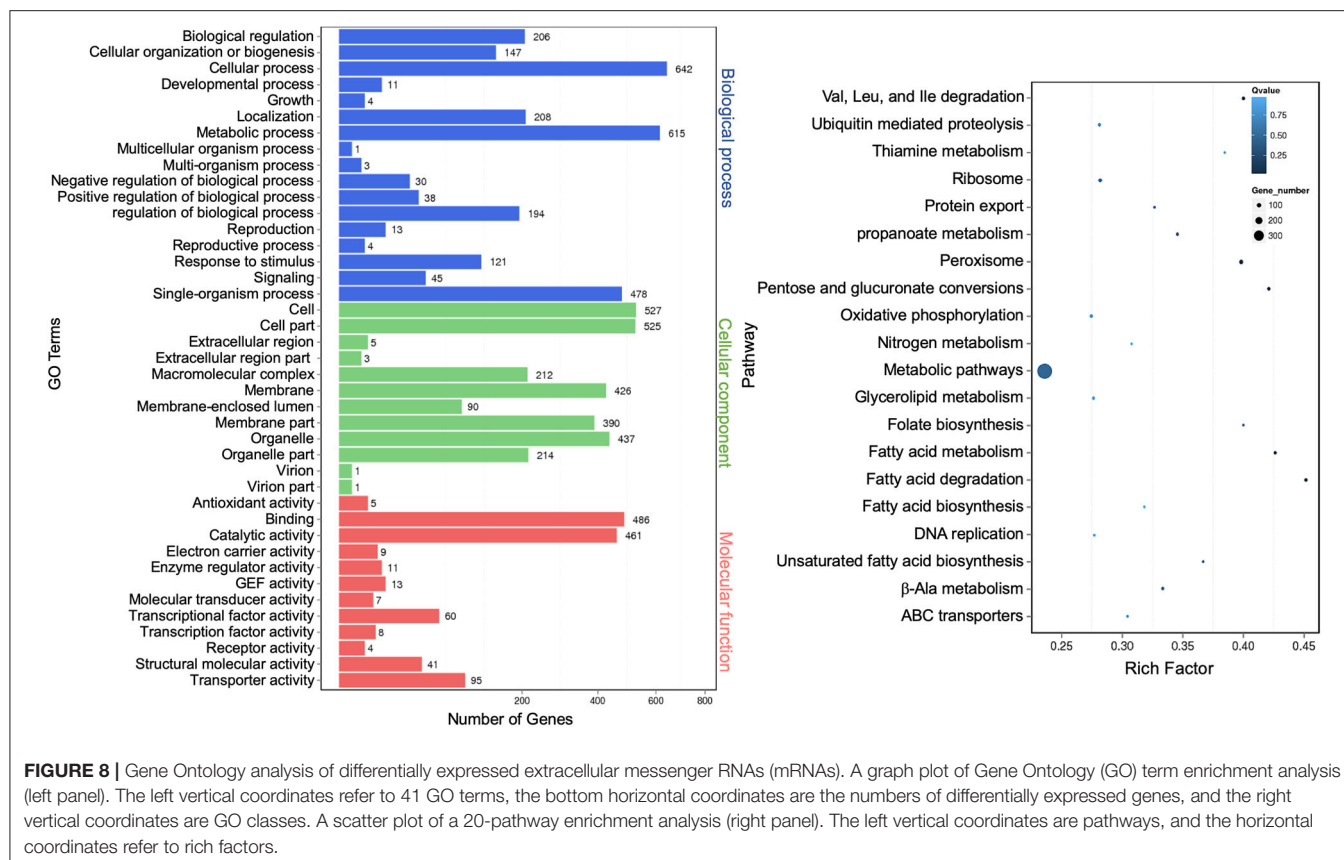 Biological regulation 206
Cellular organization or biogenesis 147
Cellular process 642
Developmental process 11
Growth 4
Localization 208
Metabolic process 615
Multicellular organism process 1
Multi-organism process 3
Negative regulation of biological process 30
Positive regulation of biological process 38
regulation of biological process 194
Reproduction 13
Reproductive process 4
Response to stimulus 121
Signaling 45
Single-organism process 478
Cell 527
Cell part 525
Extracellular region 5
Extracellular region part 3
Macromolecular complex 212
Membrane 426
Membrane-enclosed lumen 90
Membrane part 390
Organelle 437
Organelle part 214
Virion 1
Virion part 1
Antioxidant activity 5
Binding 486
Catalytic activity 461
Electron carrier activity 9
Enzyme regulator activity 11
GEF activity 13
Molecular transducer activity 7
Transcriptional factor activity 60
Transcription factor activity 8
Receptor activity 4
Structural molecular activity 41
Transporter activity 95
GO Terms
200 400 600 800
Number of Genes
Biological process
Cellular component
Molecular function
Pathway
Val, Leu, and Ile degradation
Ubiquitin mediated proteolysis
Thiamine metabolism
Ribosome
Protein export
propanoate metabolism
Peroxisome
Pentose and glucuronate conversions
Oxidative phosphorylation
Nitrogen metabolism
Metabolic pathways
Glycerolipid metabolism
Folate biosynthesis
Fatty acid metabolism
Fatty acid degradation
Fatty acid biosynthesis
DNA replication
Unsaturated fatty acid biosynthesis
β-Ala metabolism
ABC transporters
0.25 0.30 0.35 0.40 0.45
Rich Factor
Qvalue
0.75
0.50
0.25
Gene_number
100
200
300
FIGURE 8 | Gene Ontology analysis of differentially expressed extracellular messenger RNAs (mRNAs). A graph plot of Gene Ontology (GO) term enrichment analysis
(left panel). The left vertical coordinates refer to 41 GO terms, the bottom horizontal coordinates are the numbers of differentially expressed genes, and the right
vertical coordinates are GO classes. A scatter plot of a 20-pathway enrichment analysis (right panel). The left vertical coordinates are pathways, and the horizontal
coordinates refer to rich factors.